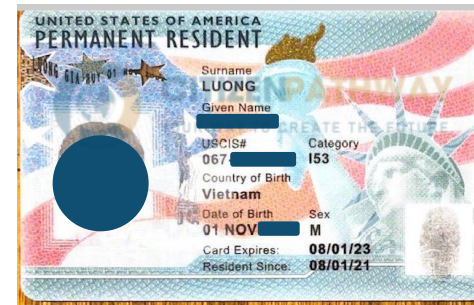 UNITED STATES OF AMERICA
PERMANENT RESIDENT
Surname
LUONG
Given Name
USCIS# Category
067- I53
Country of Birth
Vietnam
Date of Birth Sex
01 NOV M
Card Expires: 08/01/23
Resident Since: 08/01/21